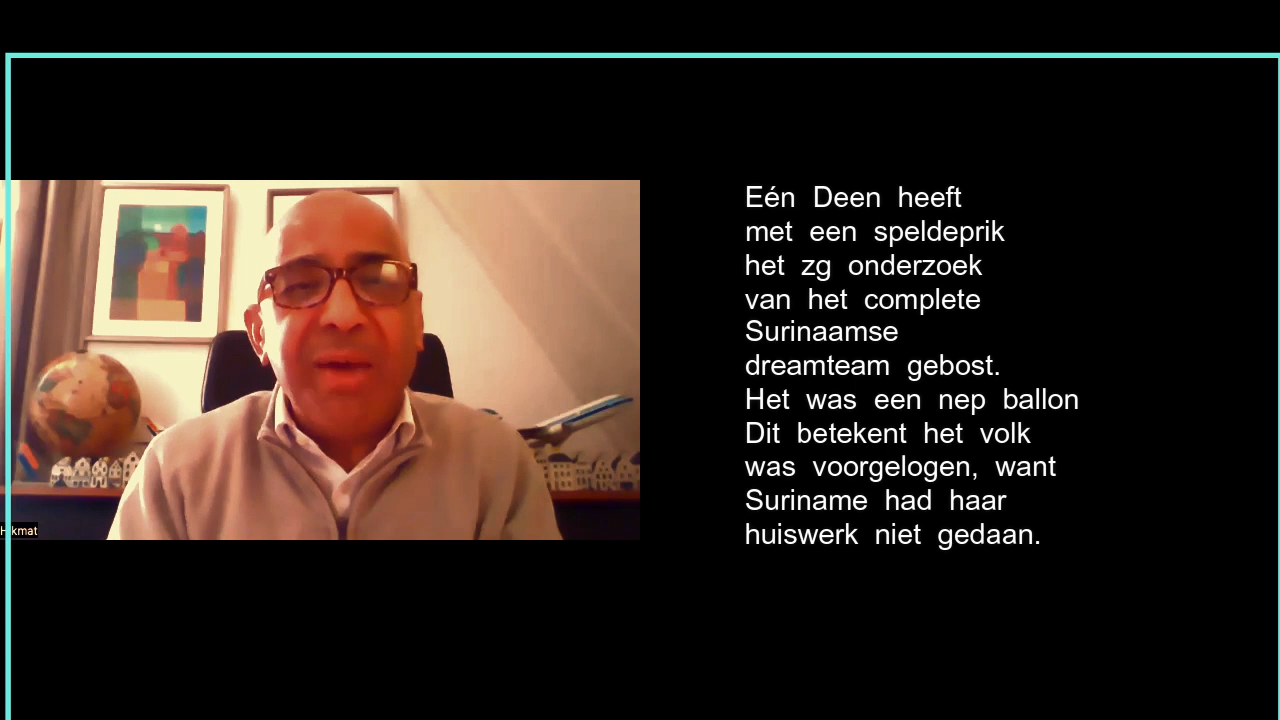 Eén Deen heeft
met een speldeprik
het zg onderzoek
van het complete
Surinaamse
dreamteam gebost.
Het was een nep ballon
Dit betekent het volk
was voorgelogen, want
Suriname had haar
huiswerk niet gedaan.
Hikmat